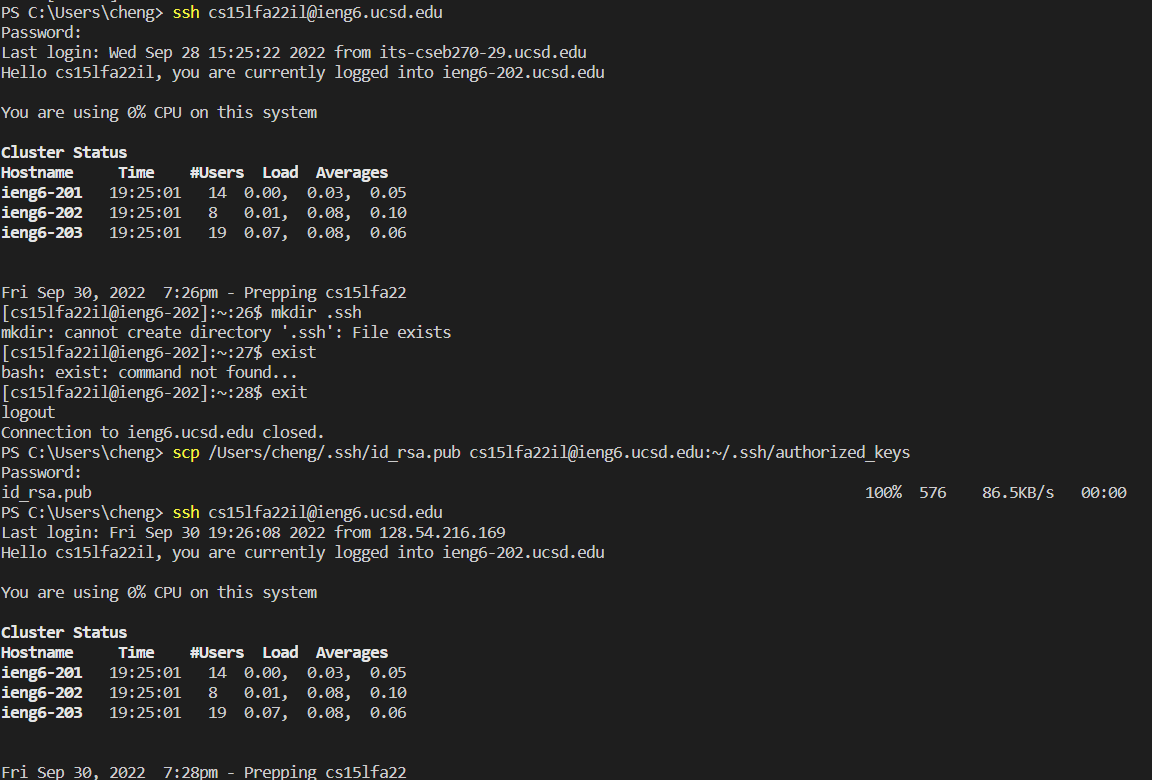 PS C:\Users\cheng> ssh cs15lfa22il@ieng6.ucsd.edu
Password:
Last login: Wed Sep 28 15:25:22 2022 from its-cseb270-29.ucsd.edu
Hello cs15lfa22il, you are currently logged into ieng6-202.ucsd.edu
You are using 0% CPU on this system
Cluster Status
Hostname     Time    #Users  Load  Averages
ieng6-201   19:25:01   14  0.00,  0.03,  0.05
ieng6-202   19:25:01   8   0.01,  0.08,  0.10
ieng6-203   19:25:01   19  0.07,  0.08,  0.06
Fri Sep 30, 2022  7:26pm - Prepping cs15lfa22
[cs15lfa22il@ieng6-202]:~:26$ mkdir .ssh
mkdir: cannot create directory '.ssh': File exists
[cs15lfa22il@ieng6-202]:~:27$ exist
bash: exist: command not found...
[cs15lfa22il@ieng6-202]:~:28$ exit
logout
Connection to ieng6.ucsd.edu closed.
PS C:\Users\cheng> scp /Users/cheng/.ssh/id_rsa.pub cs15lfa22il@ieng6.ucsd.edu:~/.ssh/authorized_keys
Password:
id_rsa.pub                                     100%  576    86.5KB/s   00:00
PS C:\Users\cheng> ssh cs15lfa22il@ieng6.ucsd.edu
Last login: Fri Sep 30 19:26:08 2022 from 128.54.216.169
Hello cs15lfa22il, you are currently logged into ieng6-202.ucsd.edu
You are using 0% CPU on this system
Cluster Status
Hostname     Time    #Users  Load  Averages
ieng6-201   19:25:01   14  0.00,  0.03,  0.05
ieng6-202   19:25:01   8   0.01,  0.08,  0.10
ieng6-203   19:25:01   19  0.07,  0.08,  0.06
Fri Sep 30, 2022  7:28pm - Prepping cs15lfa22